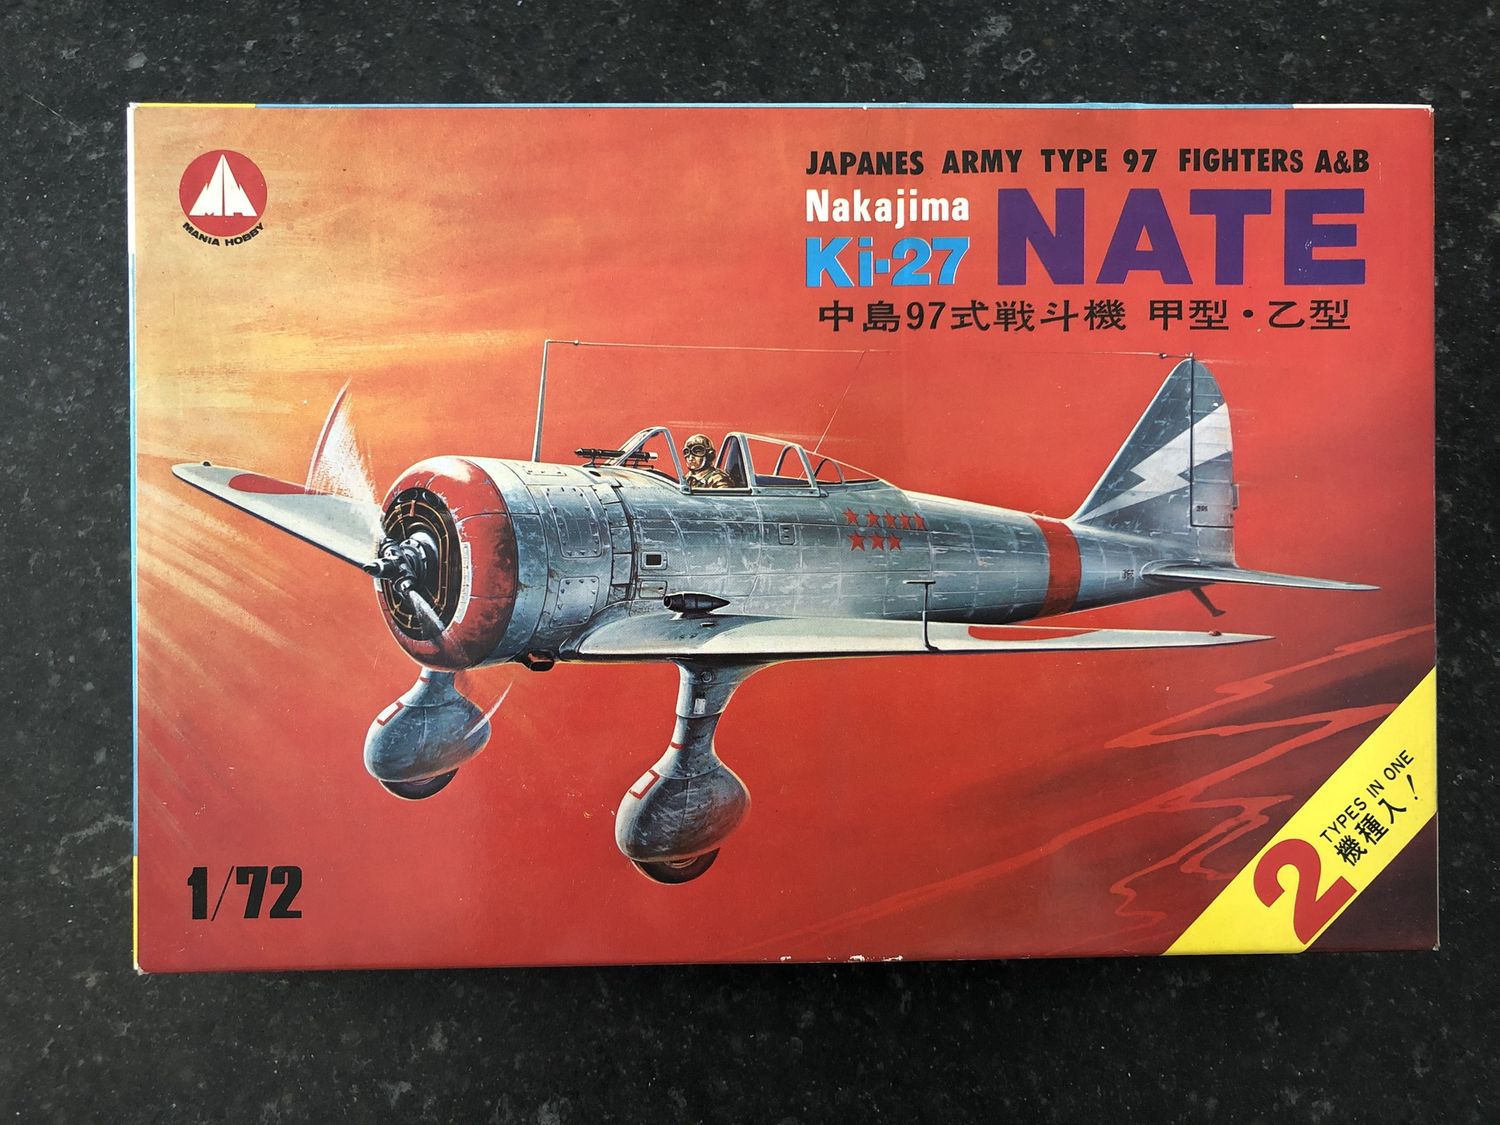 JAPANES ARMY TYPE 97 FIGHTERS A&B
Nakajima
Ki-27 NATE
中島97式戦斗機 甲型・乙型
MA
MANIA HOBBY
1/72
2 TYPES IN ONE
機種入!